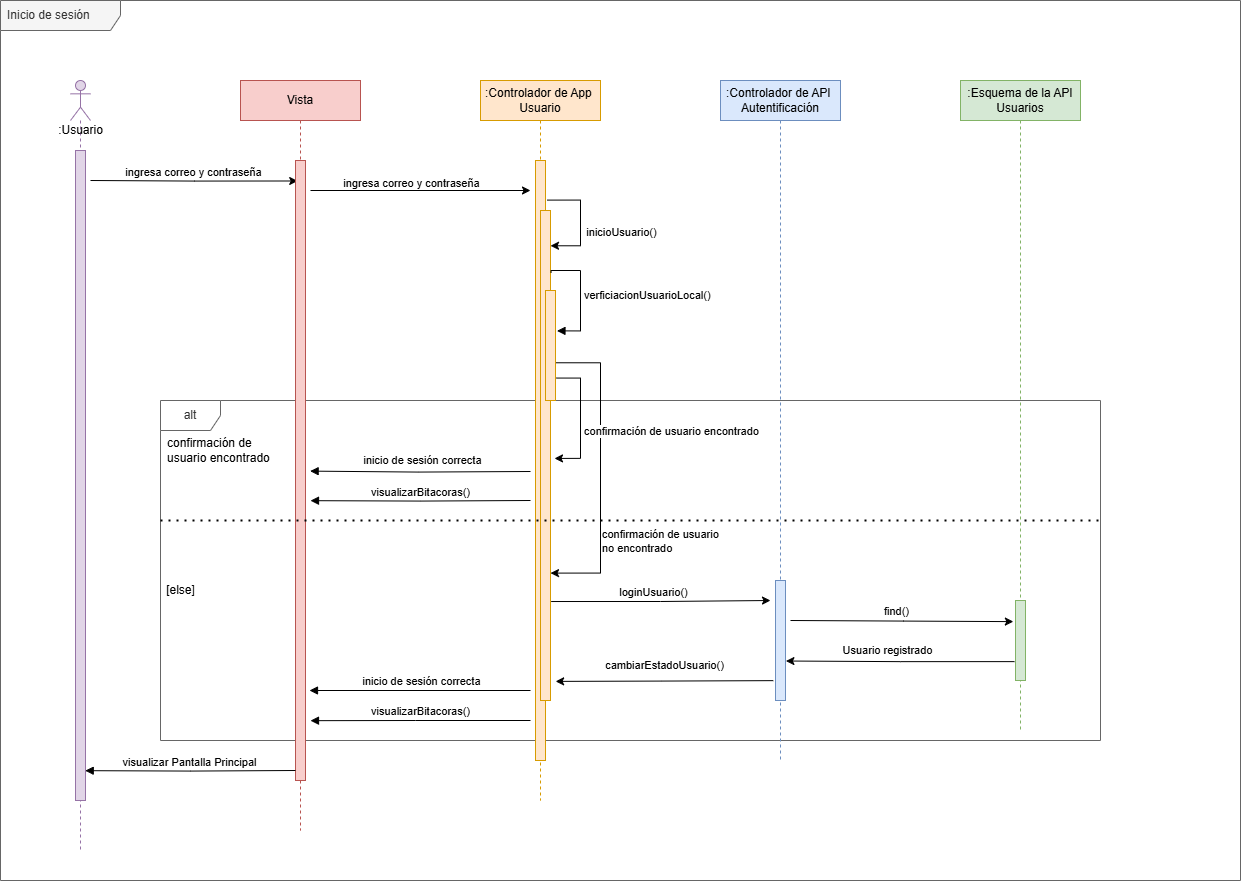 Inicio de sesión
:Usuario
Vista
:Controlador de App
Usuario
:Controlador de API
Autentificación
:Esquema de la API
Usuarios
ingresa correo y contraseña
ingresa correo y contraseña
inicioUsuario()
verficiacionUsuarioLocal()
alt
confirmación de
usuario encontrado
confirmación de usuario encontrado
inicio de sesión correcta
visualizarBitacoras()
confirmación de usuario
no encontrado
[else]
loginUsuario()
find()
Usuario registrado
cambiarEstadoUsuario()
inicio de sesión correcta
visualizarBitacoras()
visualizar Pantalla Principal